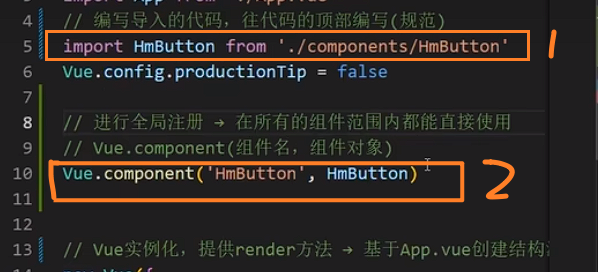 4 // 编写导入的代码，往代码的顶部编写(规范)
5 import HmButton from './components/HmButton'
1
6 Vue.config.productionTip = false
7
8 // 进行全局注册 → 在所有的组件范围内都能直接使用
9 // Vue.component(组件名，组件对象)
10 Vue.component('HmButton', HmButton)
2
11
12
13 // Vue实例化，提供render方法 → 基于App.vue创建结构